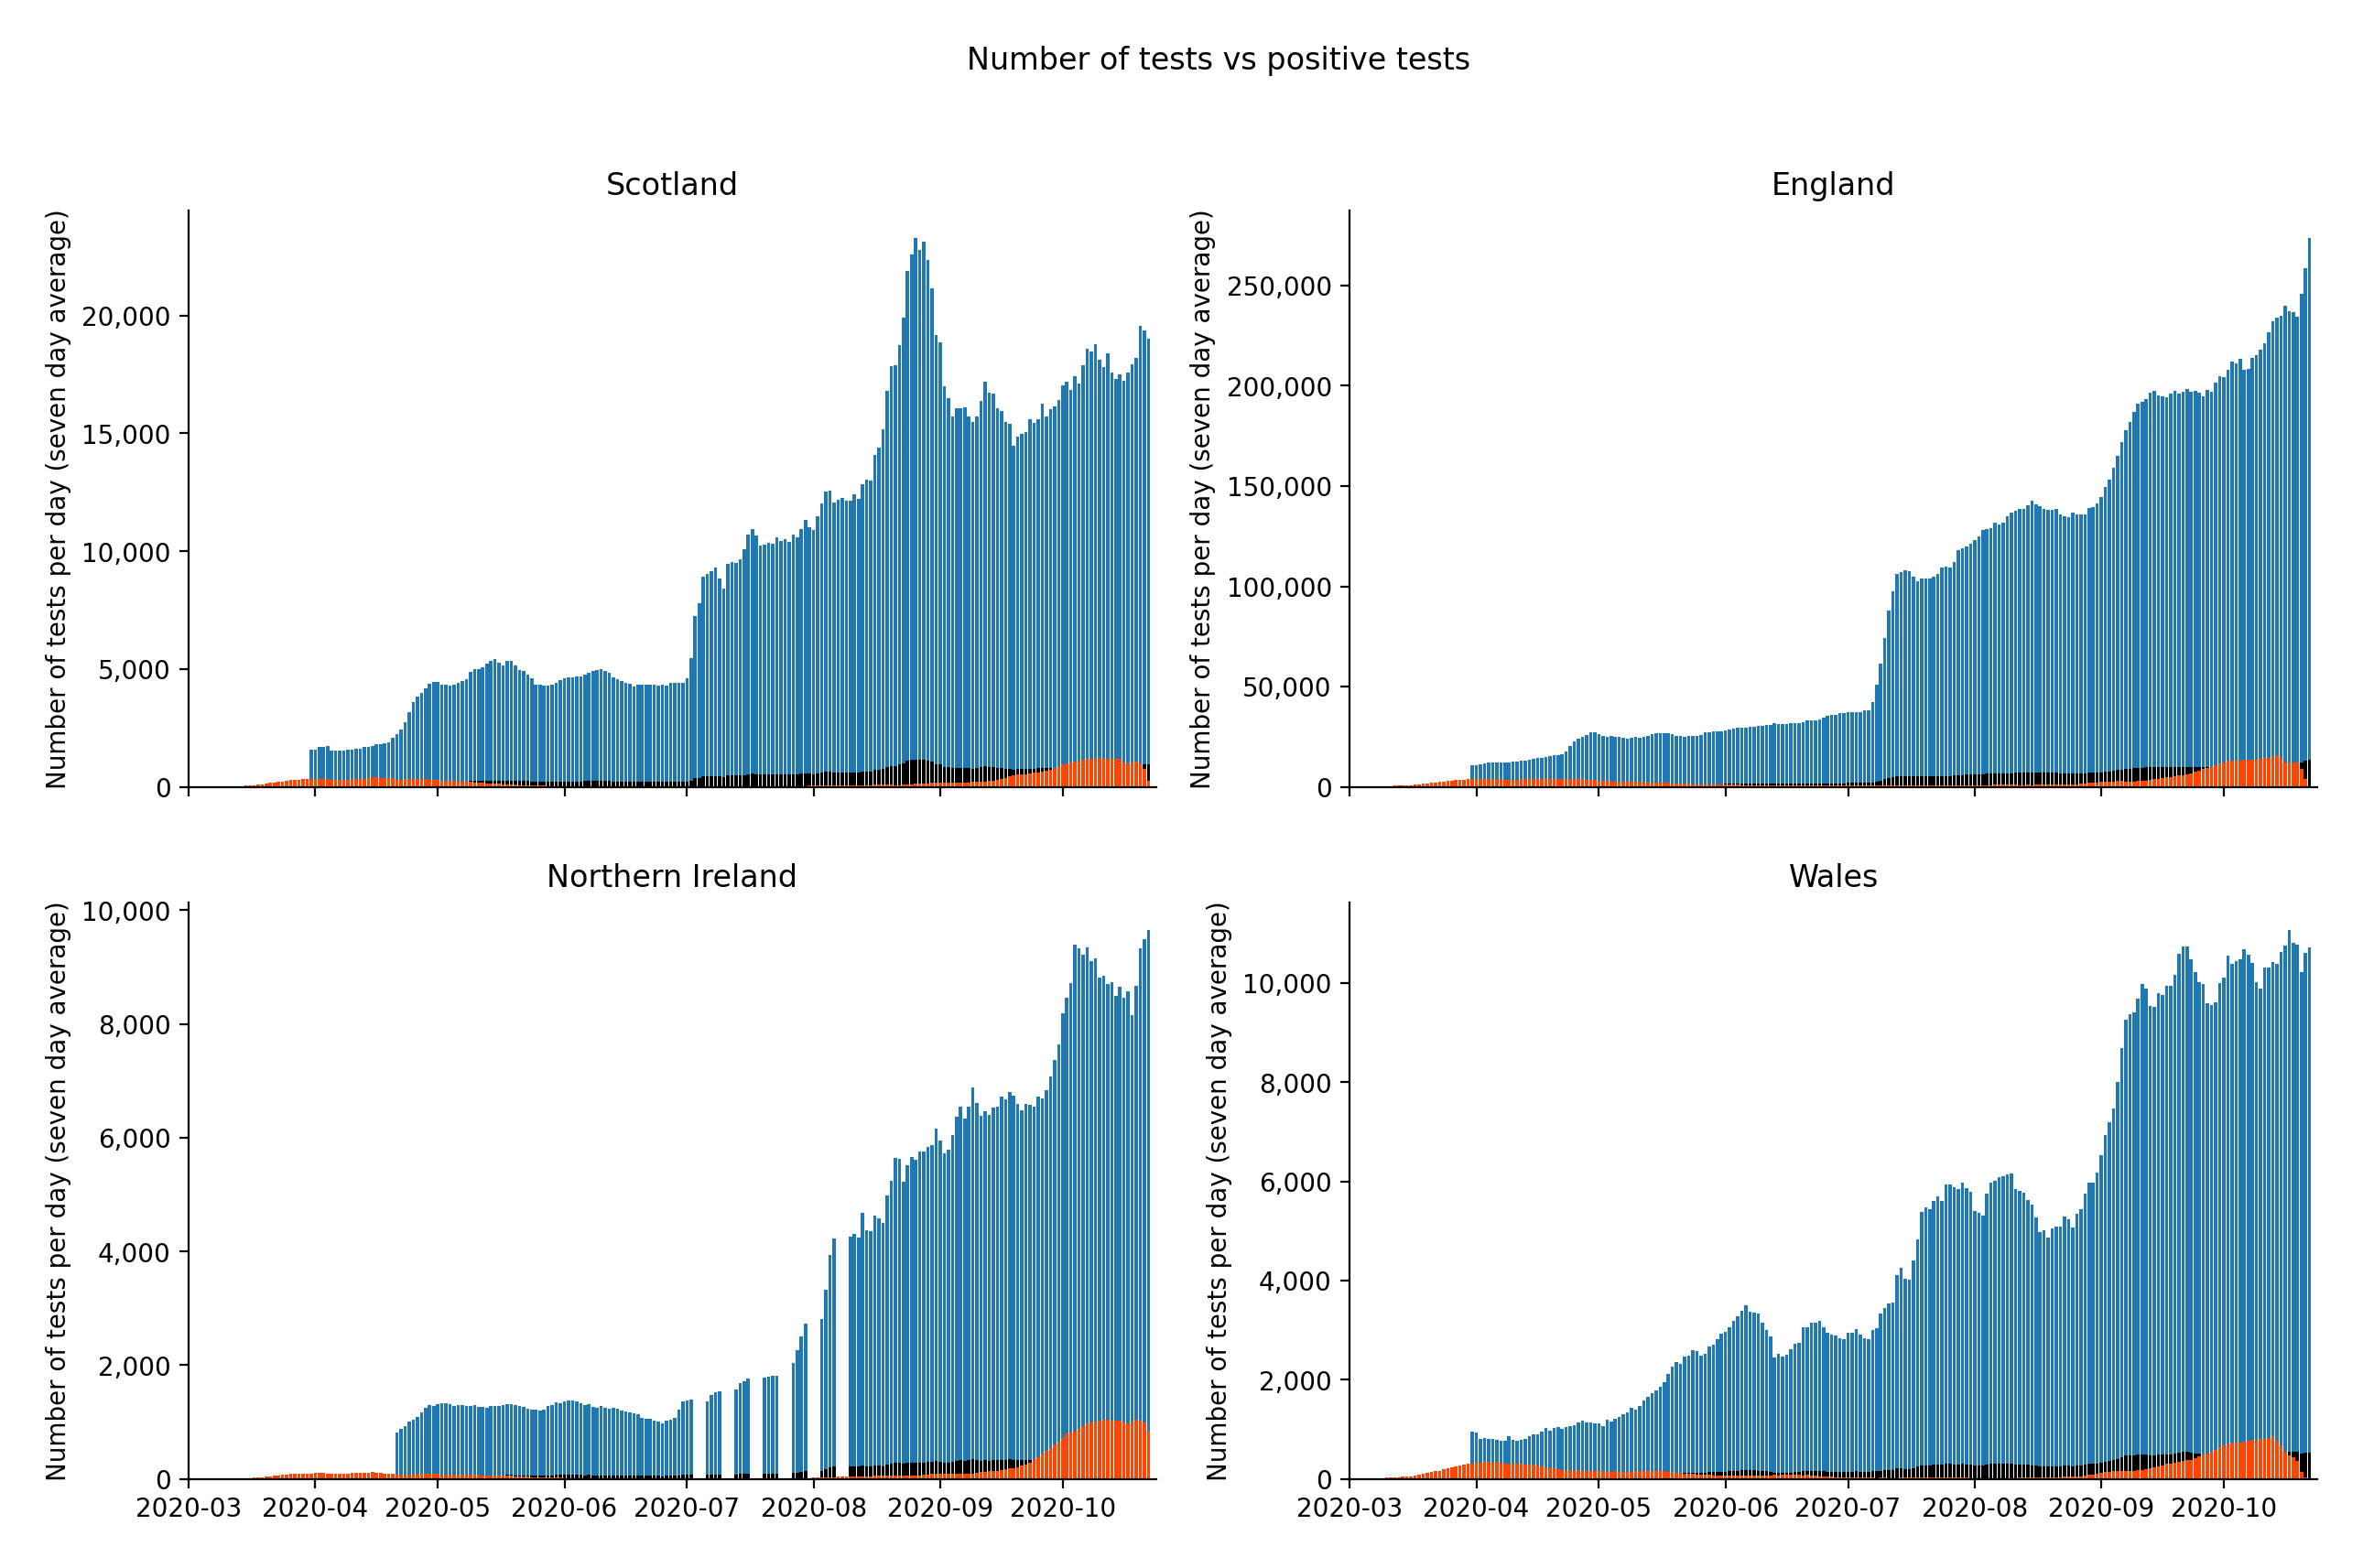 Number of tests vs positive tests
Scotland
Number of tests per day (seven day average)
20,000
15,000
10,000
5,000
0
England
Number of tests per day (seven day average)
250,000
200,000
150,000
100,000
50,000
0
Northern Ireland
Number of tests per day (seven day average)
10,000
8,000
6,000
4,000
2,000
0
2020-03 2020-04 2020-05 2020-06 2020-07 2020-08 2020-09 2020-10
Wales
Number of tests per day (seven day average)
10,000
8,000
6,000
4,000
2,000
0
2020-03 2020-04 2020-05 2020-06 2020-07 2020-08 2020-09 2020-10